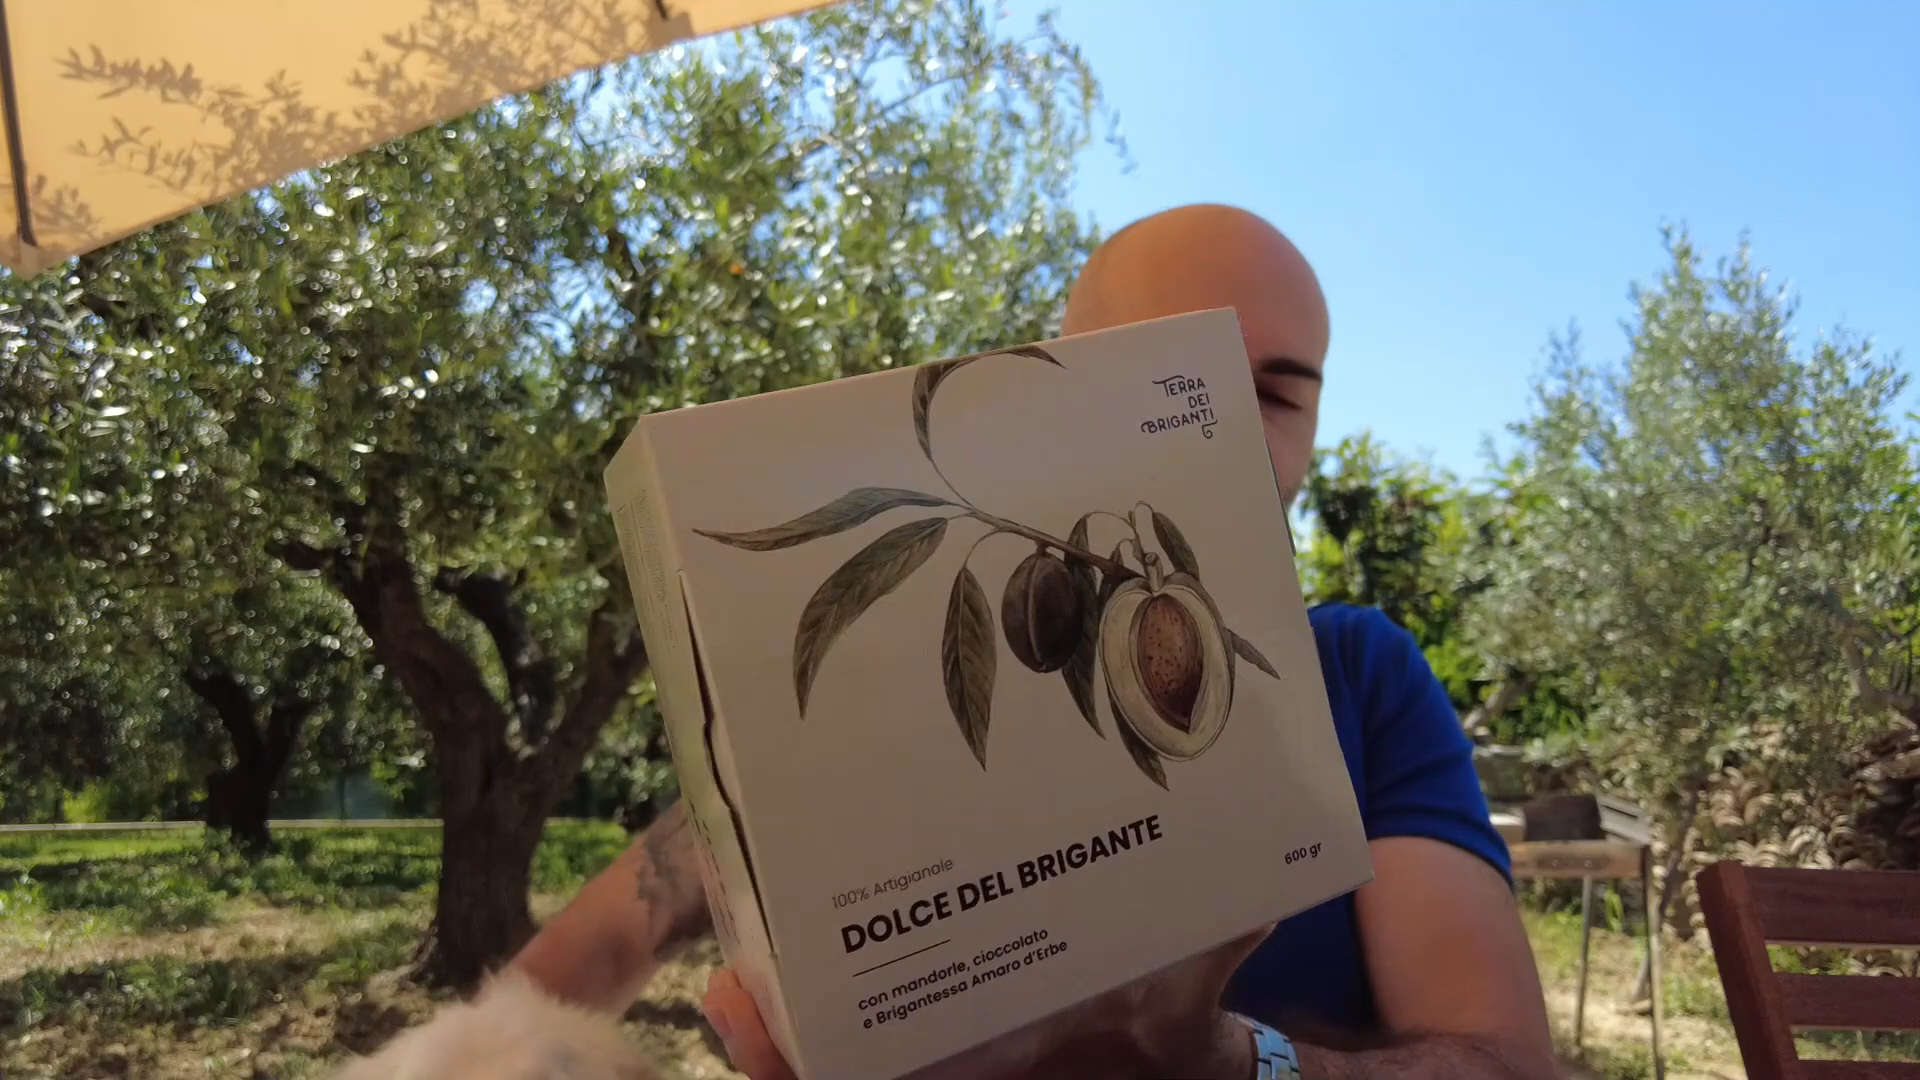 TERRA
DEI
BRIGANTI
100% Artigianale
DOLCE DEL BRIGANTE
600 gr
con mandorle, cioccolato
e Brigantessa Amaro d'Erbe